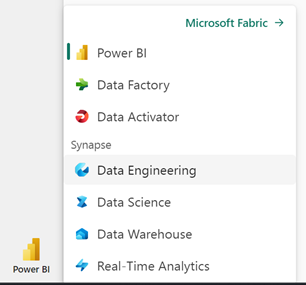 Microsoft Fabric →
Power BI
Data Factory
Data Activator
Synapse
Data Engineering
Data Science
Data Warehouse
Real-Time Analytics
Power BI